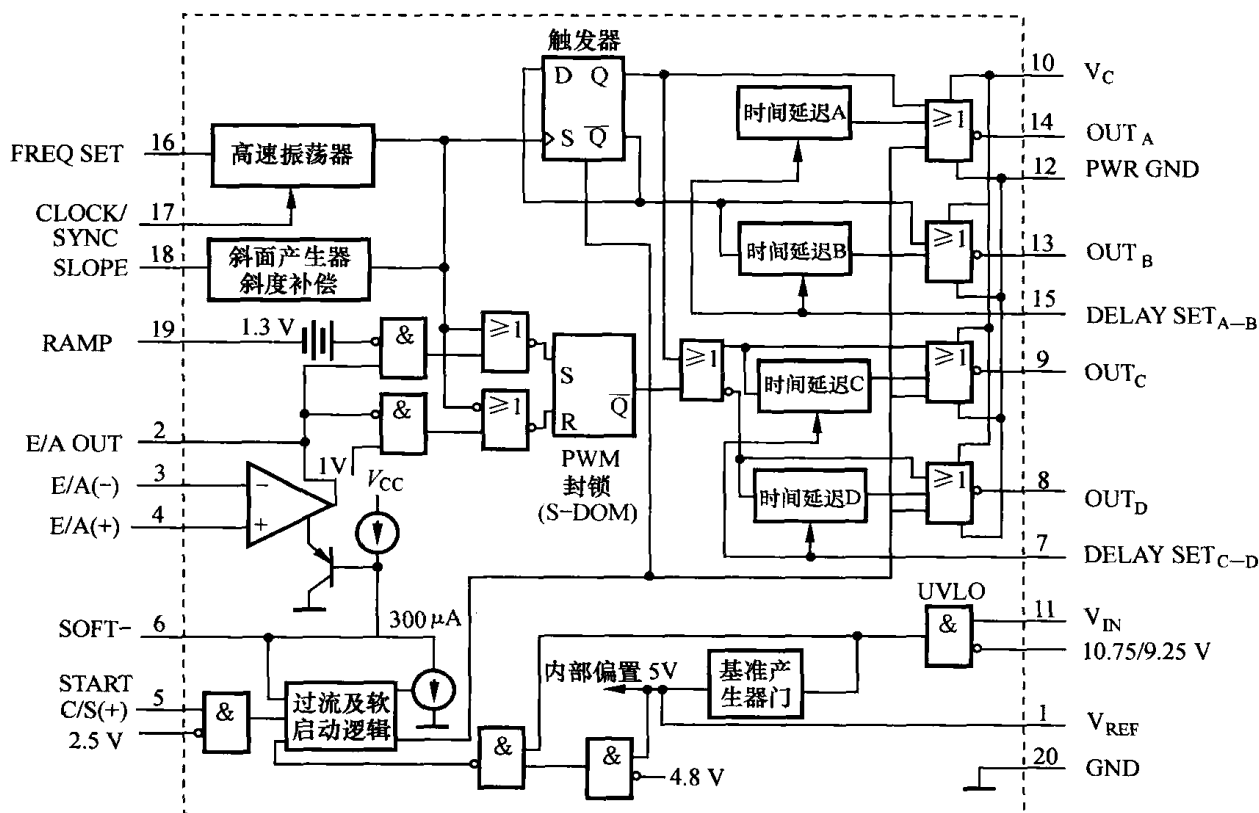 触发器
D Q
S Q̅
时间延迟A
≥1
10 V_C
14 OUT_A
12 PWR GND
FREQ SET 16
高速振荡器
CLOCK/
SYNC
17
SLOPE 18
斜面产生器
斜度补偿
时间延迟B
≥1
13 OUT_B
15 DELAY SET_A-B
RAMP 19
1.3 V
&
≥1
S
R
Q̅
PWM
封锁
(S-DOM)
≥1
时间延迟C
≥1
9 OUT_C
&
≥1
E/A OUT 2
1V
E/A(-) 3
−
E/A(+) 4
+
V_CC
时间延迟D
≥1
8 OUT_D
7 DELAY SET_C-D
SOFT- 6
300 μA
UVLO
&
11 V_IN
10.75/9.25 V
START
C/S(+) 5
2.5 V
&
过流及软
启动逻辑
内部偏置 5V
基准产
生器门
1 V_REF
&
&
4.8 V
20 GND